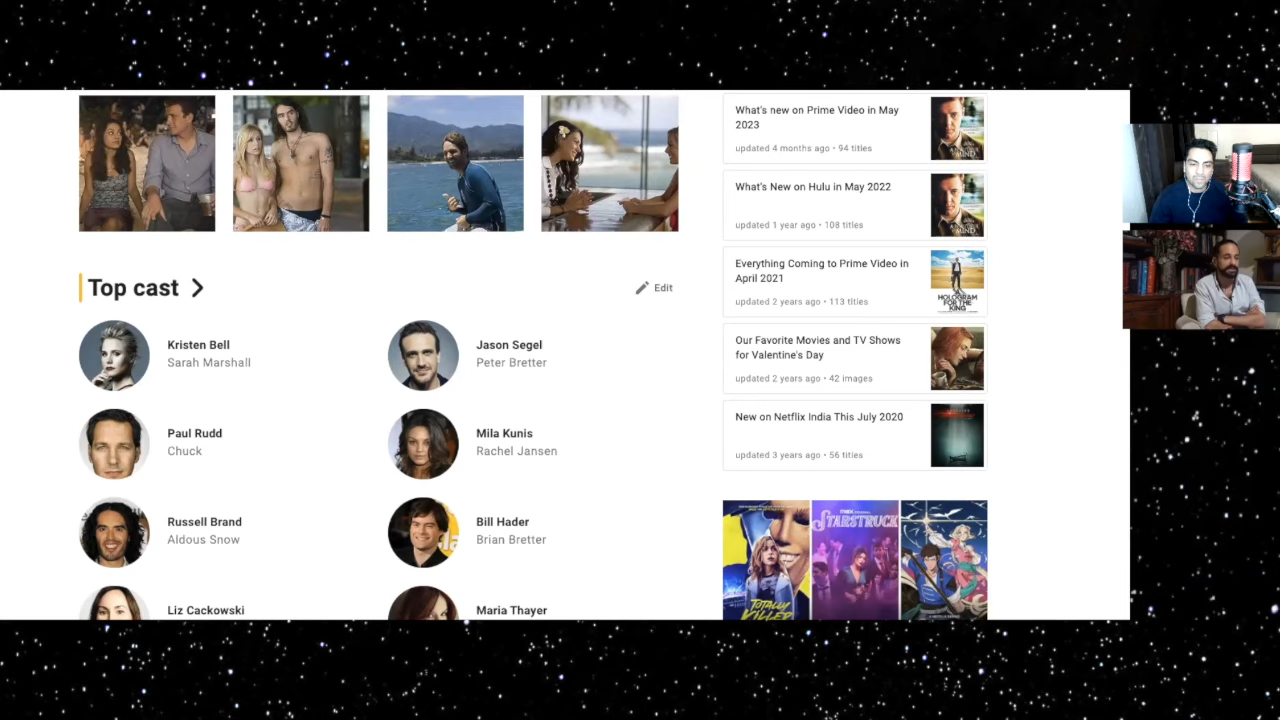 Top cast
Edit
Kristen Bell
Sarah Marshall
Jason Segel
Peter Bretter
Paul Rudd
Chuck
Mila Kunis
Rachel Jansen
Russell Brand
Aldous Snow
Bill Hader
Brian Bretter
Liz Cackowski
Maria Thayer
What's new on Prime Video in May
2023
updated 4 months ago • 94 titles
What's New on Hulu in May 2022
updated 1 year ago • 108 titles
Everything Coming to Prime Video in
April 2021
updated 2 years ago • 113 titles
HOLOGRAM
FOR THE
KING
Our Favorite Movies and TV Shows
for Valentine's Day
updated 2 years ago • 42 images
New on Netflix India This July 2020
updated 3 years ago • 56 titles
TOTALLY
KILLER
STARSTRUCK